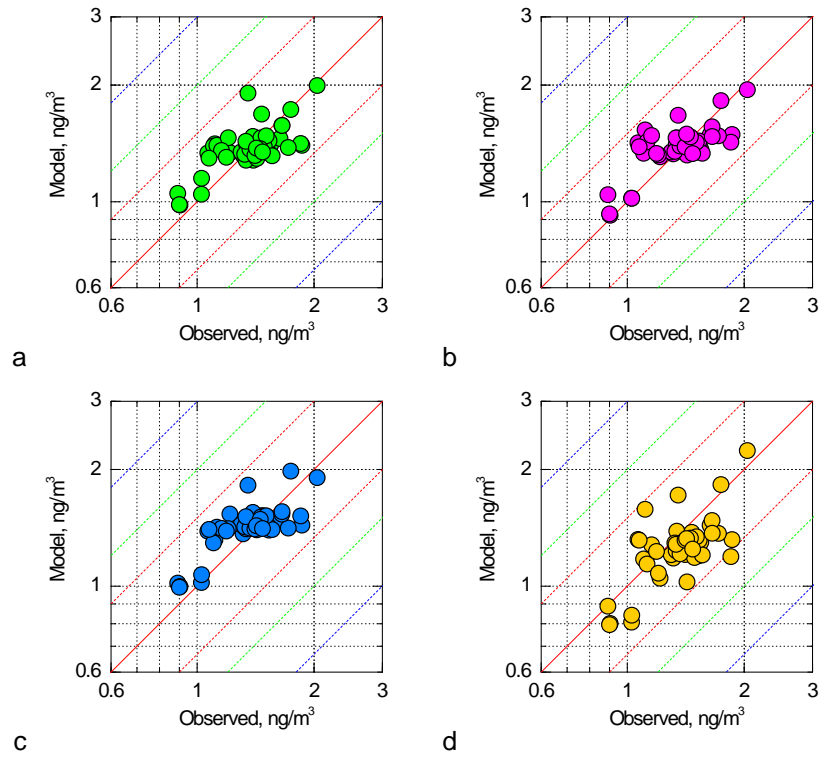 3
2
1
0.6
Model, ng/m³
0.6 1 2 3
Observed, ng/m³
a
3
2
1
0.6
Model, ng/m³
0.6 1 2 3
Observed, ng/m³
b
3
2
1
0.6
Model, ng/m³
0.6 1 2 3
Observed, ng/m³
c
3
2
1
0.6
Model, ng/m³
0.6 1 2 3
Observed, ng/m³
d